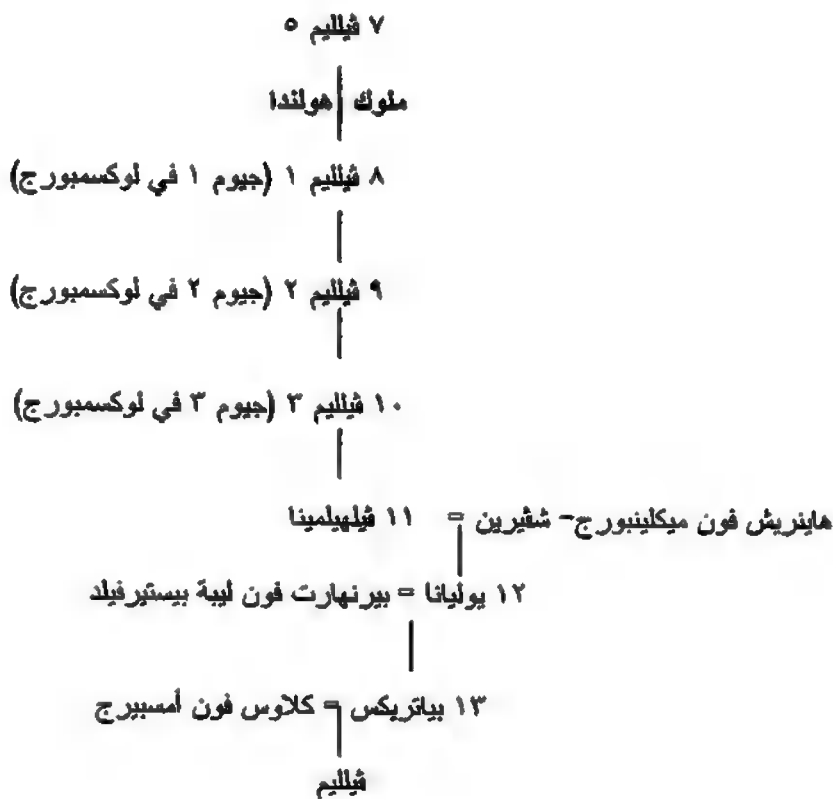 ٧ ڤيلليم ٥
ملوك هولندا
٨ ڤيلليم ١ (جيوم ١ في لوكسمبورج)
٩ ڤيلليم ٢ (جيوم ٢ في لوكسمبورج)
١٠ ڤيلليم ٣ (جيوم ٣ في لوكسمبورج)
١١ ڤيلهيلمينا = هاينريش فون ميكلينبورج- شڤيرين
١٢ يوليانا = بيرنهارت فون ليبة بيستيرفيلد
١٣ بياتريكس = كلاوس فون أمسبيرج
ڤيلليم